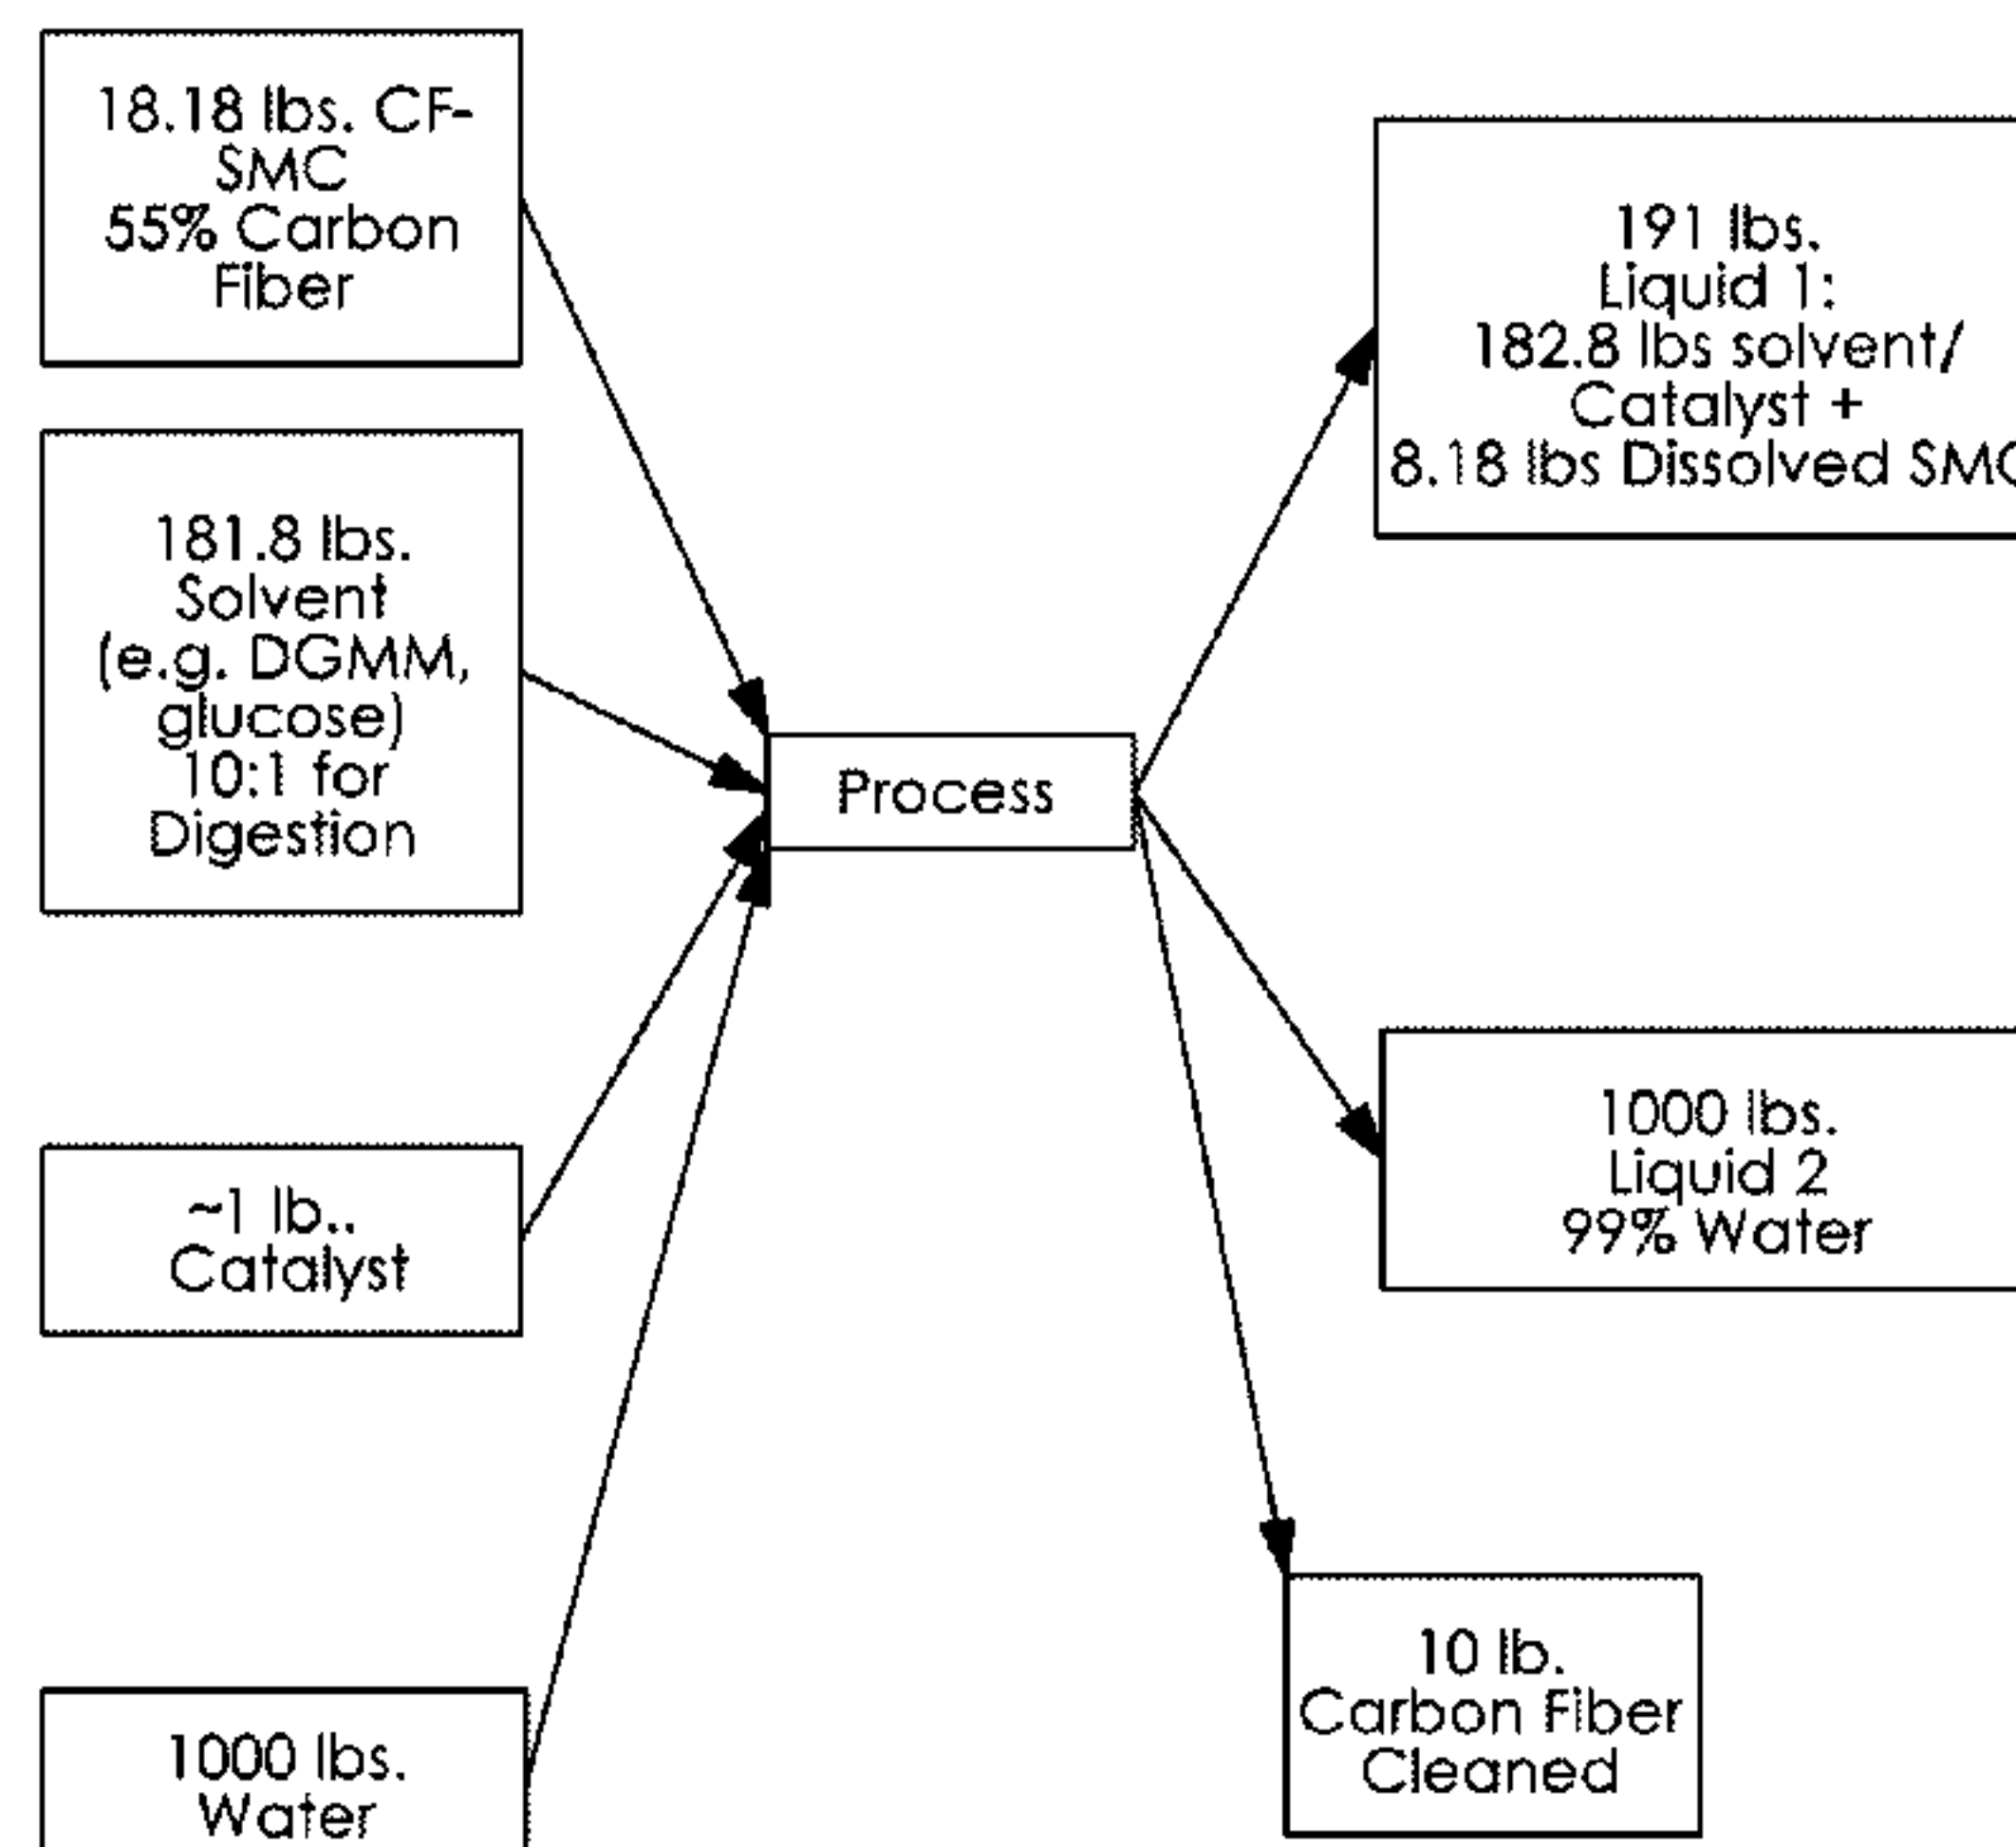 18.18 lbs. CF-
SMC
55% Carbon
Fiber
181.8 lbs.
Solvent
(e.g. DGMM,
glucose)
10:1 for
Digestion
~1 lb..
Catalyst
1000 lbs.
Water
Process
191 lbs.
Liquid 1:
182.8 lbs solvent/
Catalyst +
8.18 lbs Dissolved SMC
1000 lbs.
Liquid 2
99% Water
10 lb.
Carbon Fiber
Cleaned